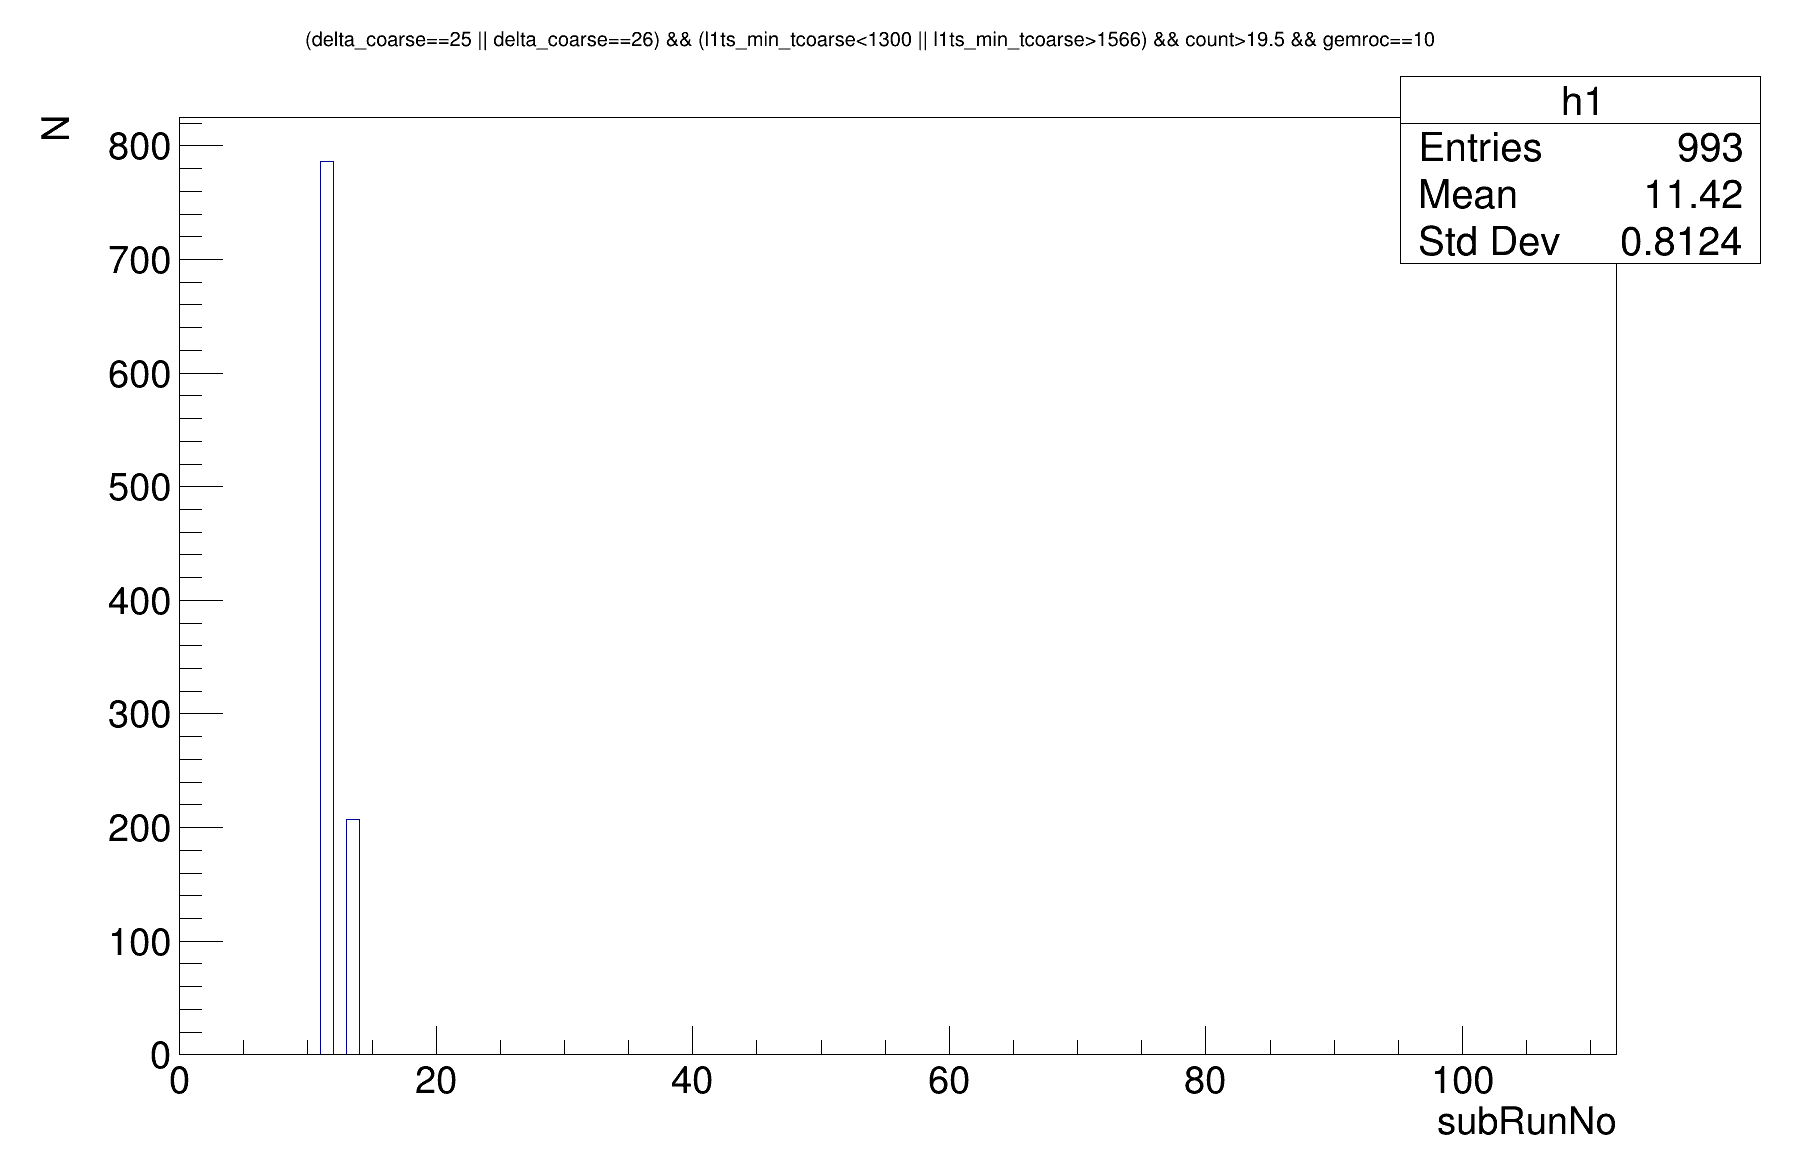 (delta_coarse==25 || delta_coarse==26) && (l1ts_min_tcoarse<1300 || l1ts_min_tcoarse>1566) && count>19.5 && gemroc==10
h1
Entries 993
Mean 11.42
Std Dev 0.8124
N
800
700
600
500
400
300
200
100
0
0 20 40 60 80 100
subRunNo